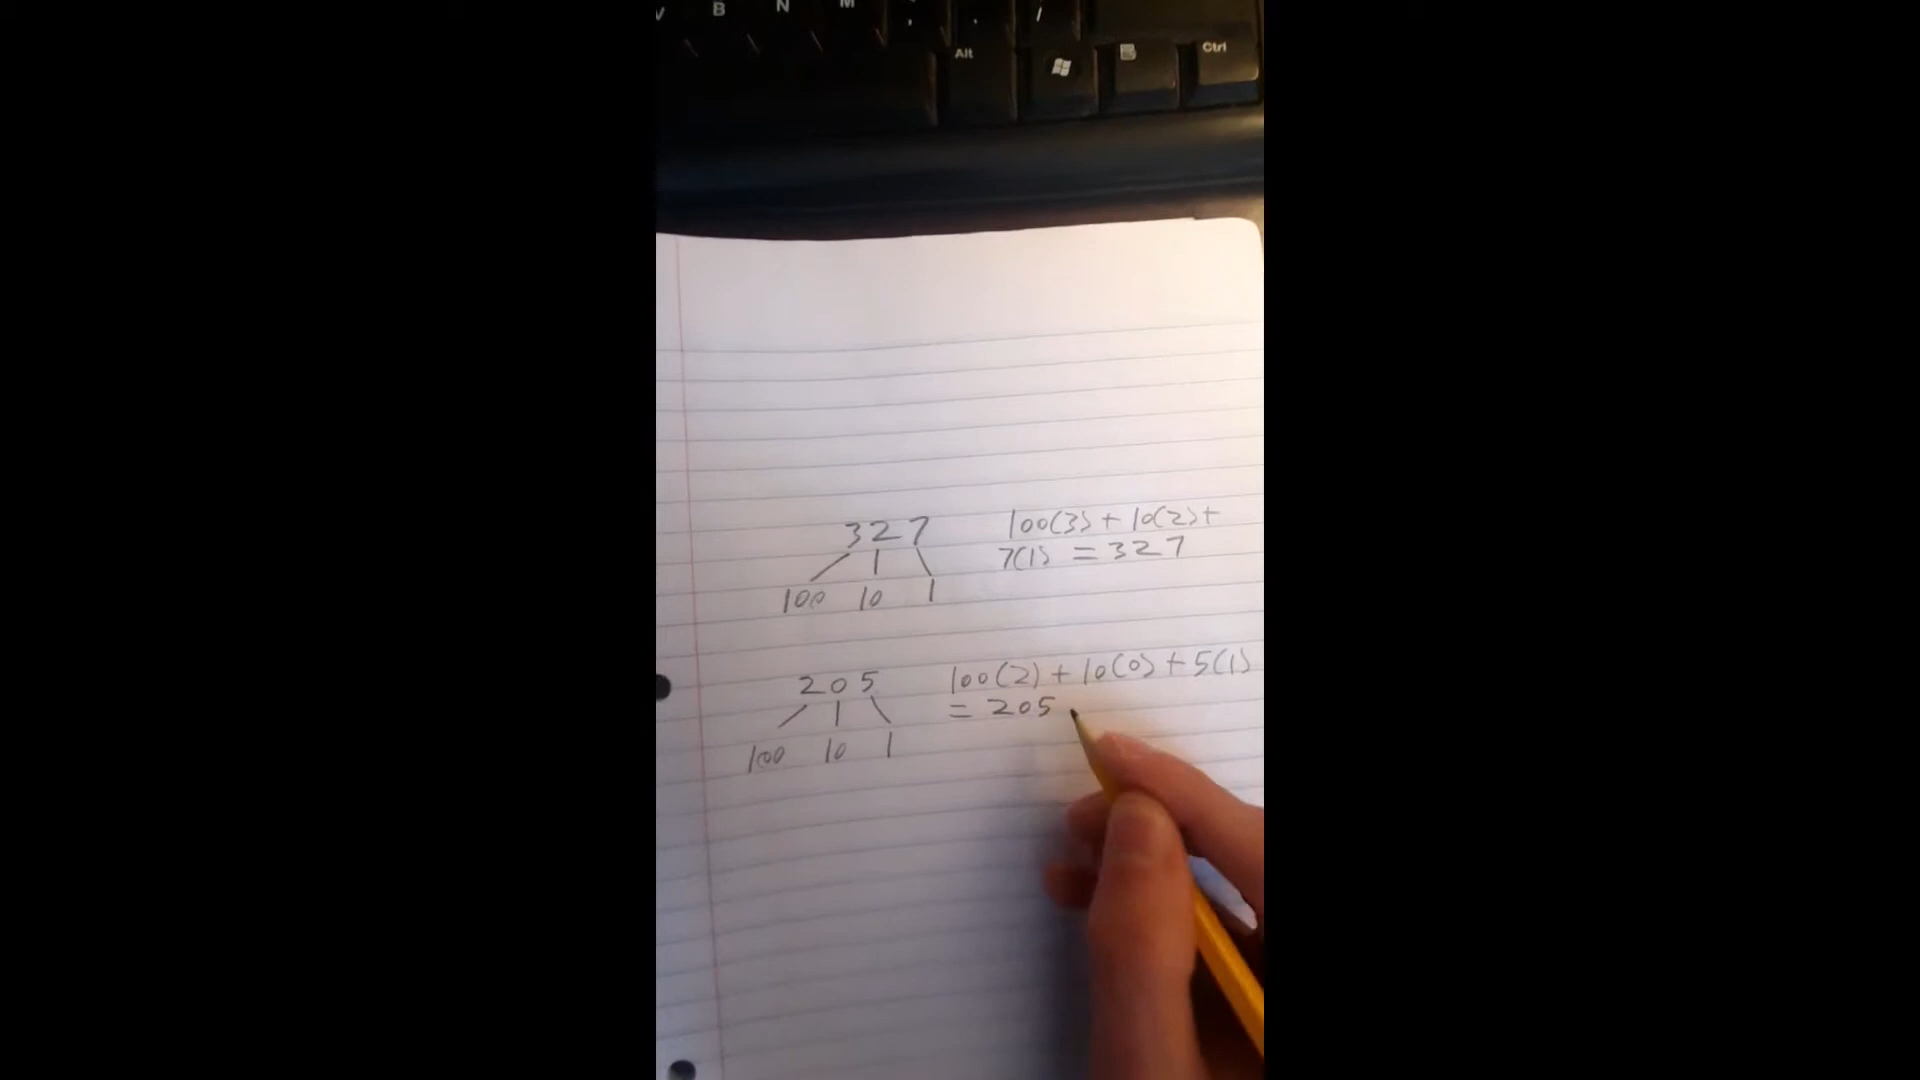 V B N M , . /
Alt Ctrl
327 100(3) + 10(2) +
7(1) = 327
100 10 1
205 100(2) + 10(0) + 5(1)
= 205
100 10 1